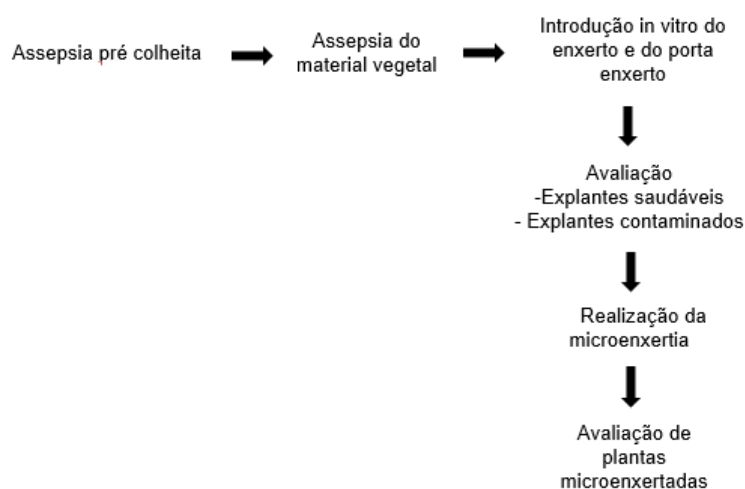 Assepsia pré colheita
Assepsia do
material vegetal
Introdução in vitro do
enxerto e do porta
enxerto
Avaliação
-Explantes saudáveis
- Explantes contaminados
Realização da
microenxertia
Avaliação de
plantas
microenxertadas